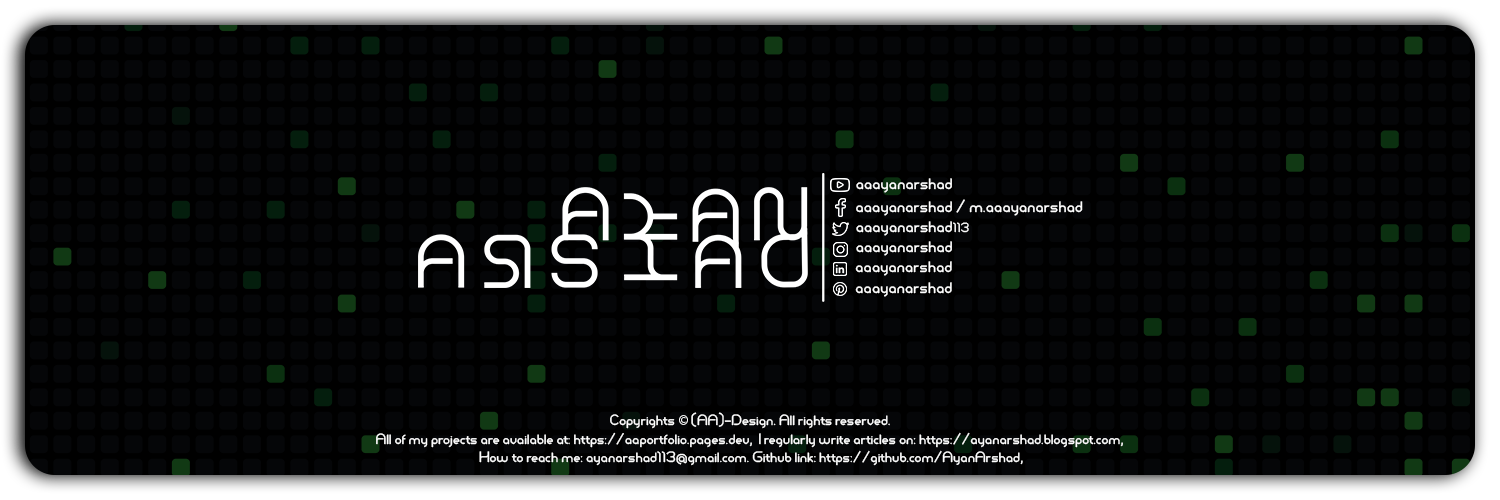 AYAN
ARSHAD
aaayanarshad
aaayanarshad / m.aaayanarshad
aaayanarshad113
aaayanarshad
aaayanarshad
aaayanarshad
Copyrights © (AA)-Design. All rights reserved.
All of my projects are available at: https://aaportfolio.pages.dev, I regularly write articles on: https://ayanarshad.blogspot.com,
How to reach me: ayanarshad113@gmail.com. Github link: https://github.com/AyanArshad,